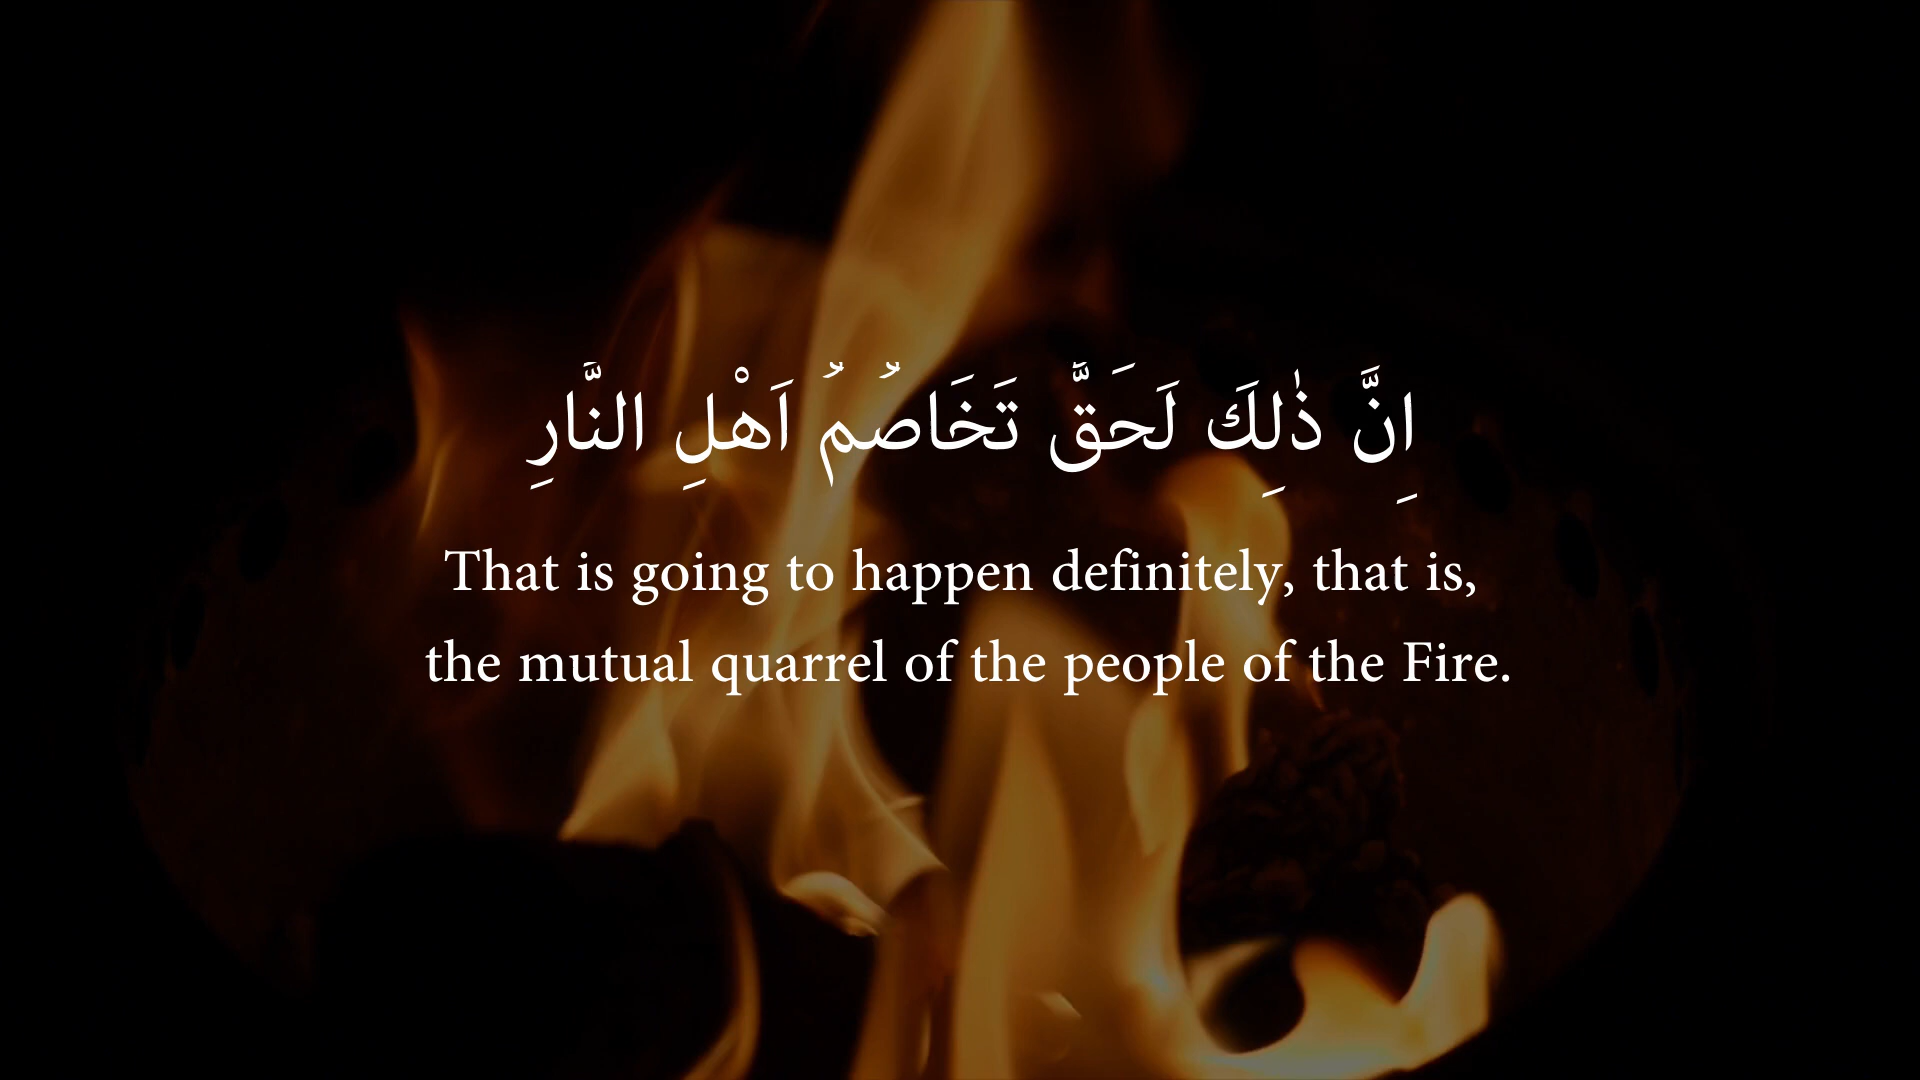 اِنَّ ذٰلِكَ لَحَقٌّ تَخَاصُمُ اَهْلِ النَّارِ
That is going to happen definitely, that is,
the mutual quarrel of the people of the Fire.